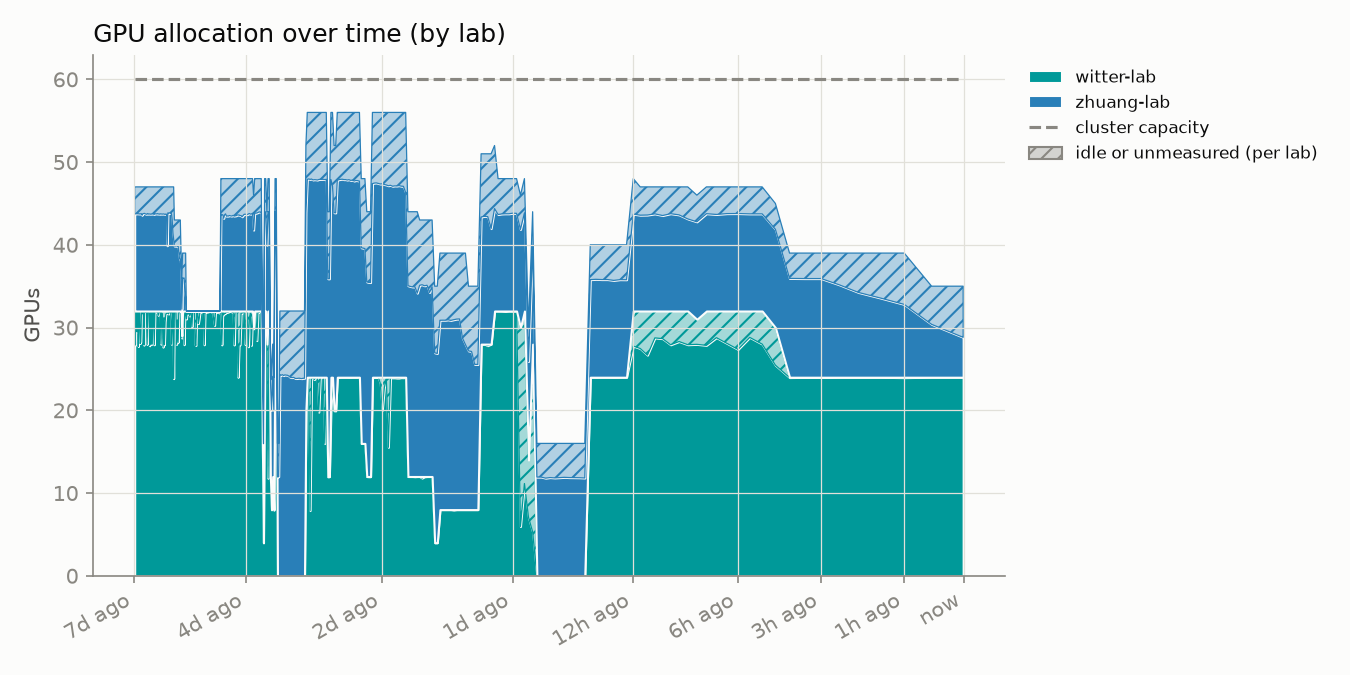 GPU allocation over time (by lab)
witter-lab
zhuang-lab
cluster capacity
idle or unmeasured (per lab)
GPUs
60
50
40
30
20
10
0
7d ago
4d ago
2d ago
1d ago
12h ago
6h ago
3h ago
1h ago
now